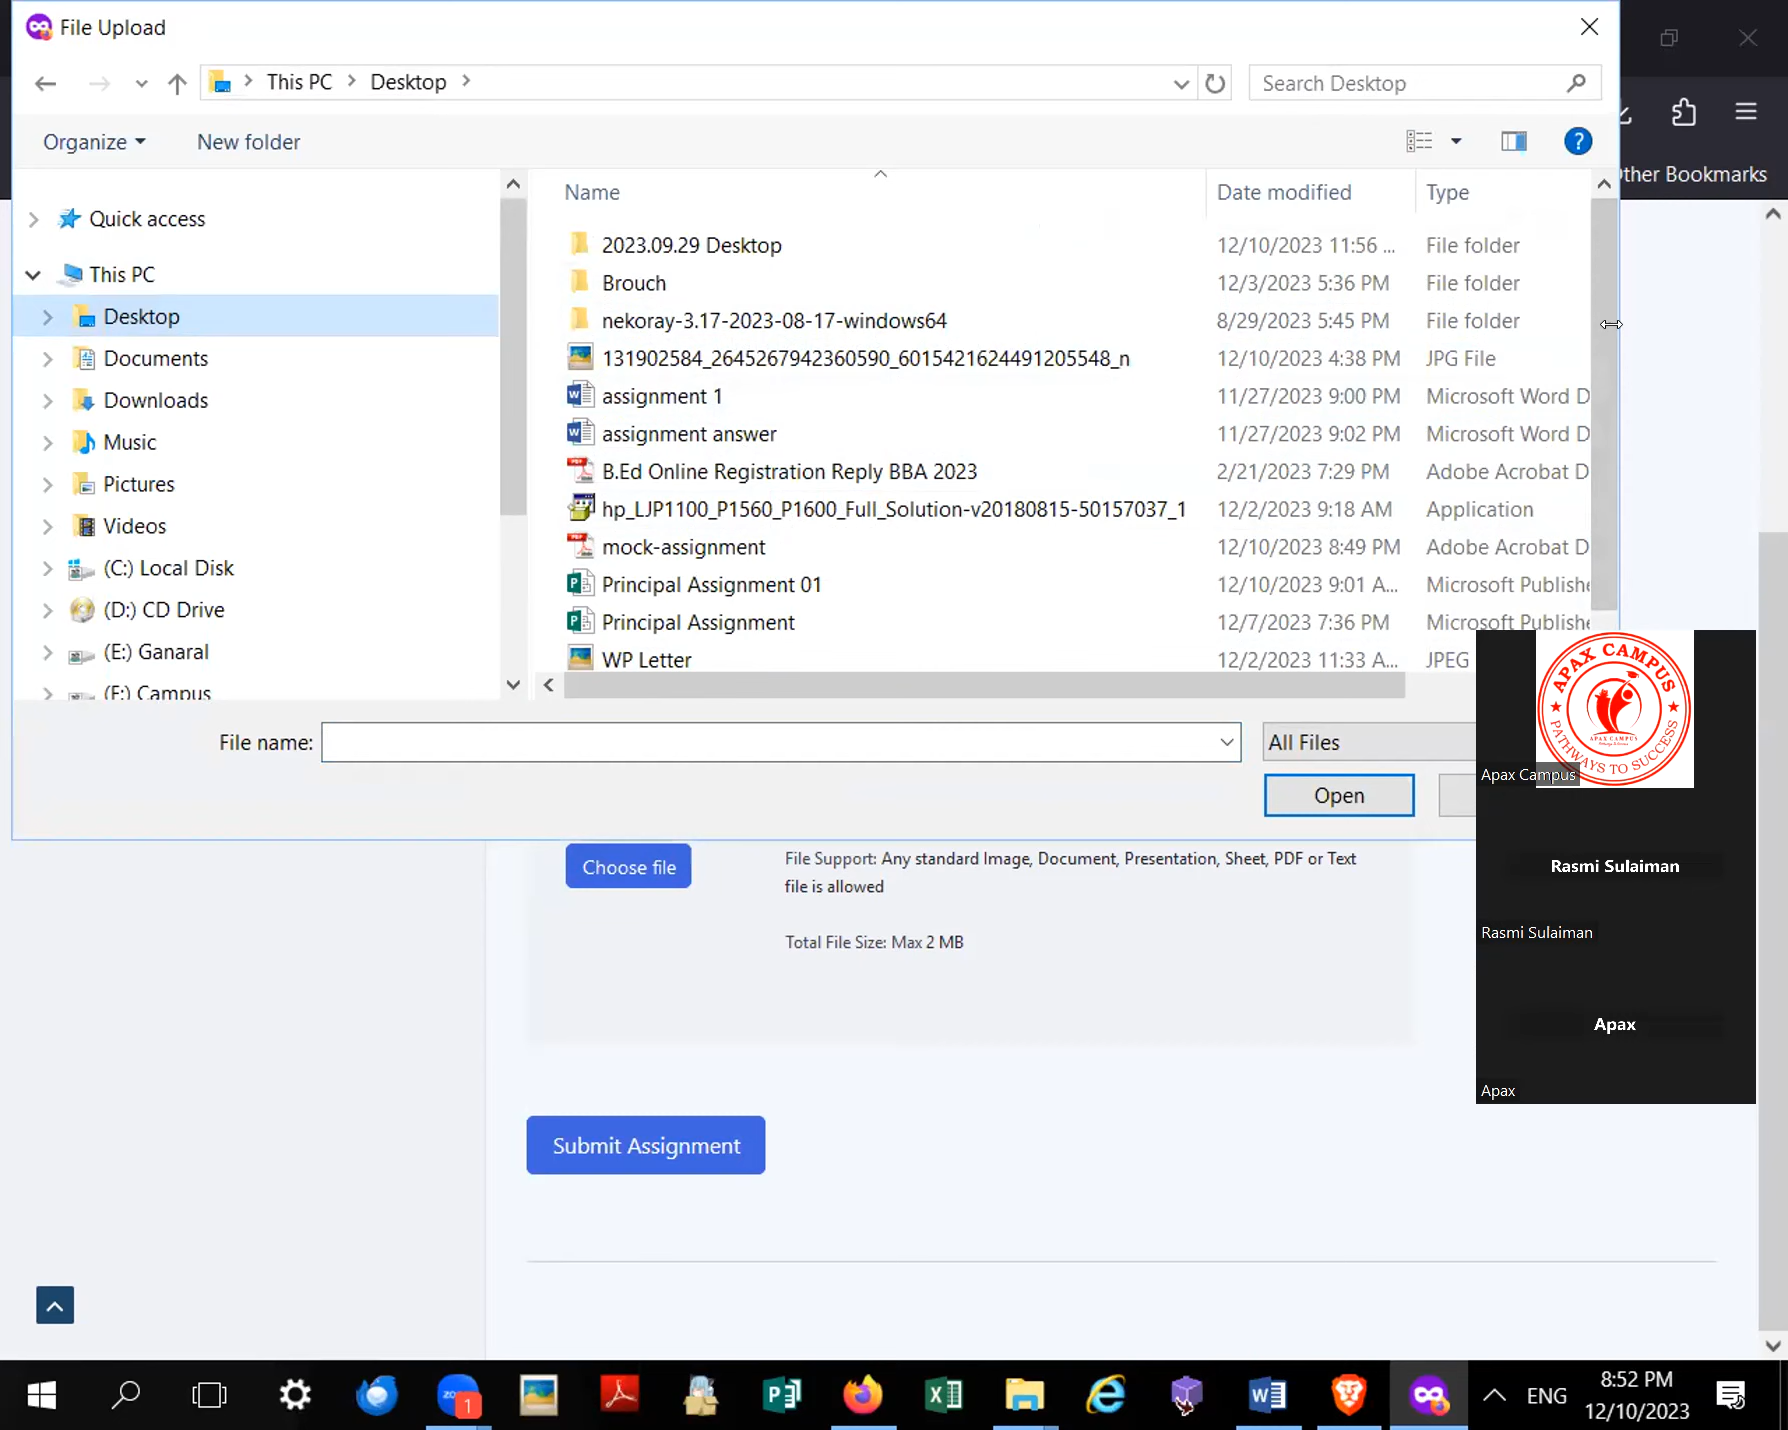 File Upload
This PC
Desktop
Search Desktop
Organize
New folder
Other Bookmarks
Name
Date modified
Type
Quick access
This PC
Desktop
Documents
Downloads
Music
Pictures
Videos
(C:) Local Disk
(D:) CD Drive
(E:) Ganaral
(F:) Campus
2023.09.29 Desktop 12/10/2023 11:56 ... File folder
Brouch 12/3/2023 5:36 PM File folder
nekoray-3.17-2023-08-17-windows64 8/29/2023 5:45 PM File folder
131902584_2645267942360590_6015421624491205548_n 12/10/2023 4:38 PM JPG File
assignment 1 11/27/2023 9:00 PM Microsoft Word D
assignment answer 11/27/2023 9:02 PM Microsoft Word D
B.Ed Online Registration Reply BBA 2023 2/21/2023 7:29 PM Adobe Acrobat D
hp_LJP1100_P1560_P1600_Full_Solution-v20180815-50157037_1 12/2/2023 9:18 AM Application
mock-assignment 12/10/2023 8:49 PM Adobe Acrobat D
Principal Assignment 01 12/10/2023 9:01 A... Microsoft Publishe
Principal Assignment 12/7/2023 7:36 PM Microsoft Publishe
WP Letter 12/2/2023 11:33 A... JPEG
File name:
All Files
Open
APAX CAMPUS
APAX CAMPUS
PATHWAYS TO SUCCESS
Apax Campus
Rasmi Sulaiman
Rasmi Sulaiman
Apax
Apax
Choose file
File Support: Any standard Image, Document, Presentation, Sheet, PDF or Text
file is allowed
Total File Size: Max 2 MB
Submit Assignment
1
ENG
8:52 PM
12/10/2023